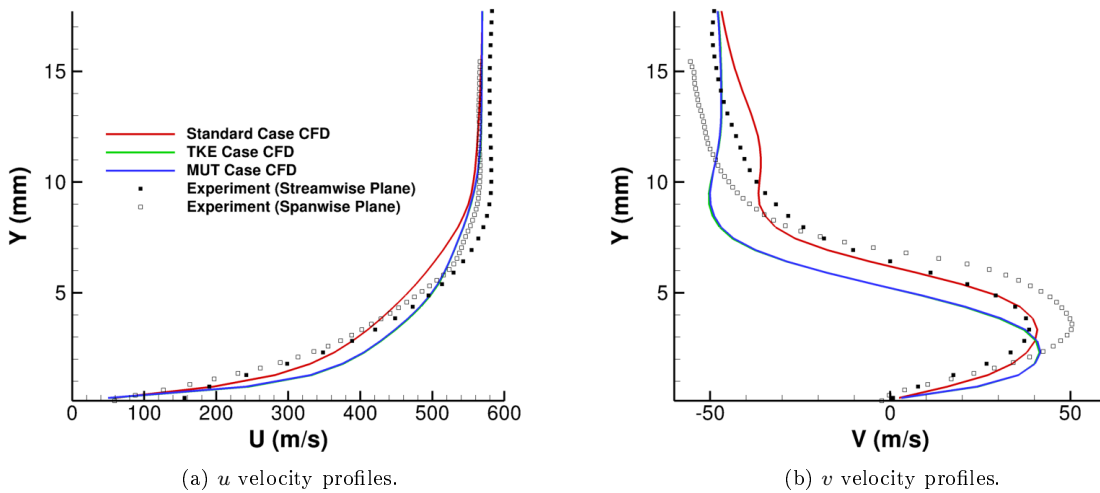 15
10
5
Y (mm)
Standard Case CFD
TKE Case CFD
MUT Case CFD
Experiment (Streamwise Plane)
Experiment (Spanwise Plane)
0 100 200 300 400 500 600
U (m/s)
(a) u velocity profiles.
15
10
5
Y (mm)
-50 0 50
V (m/s)
(b) v velocity profiles.